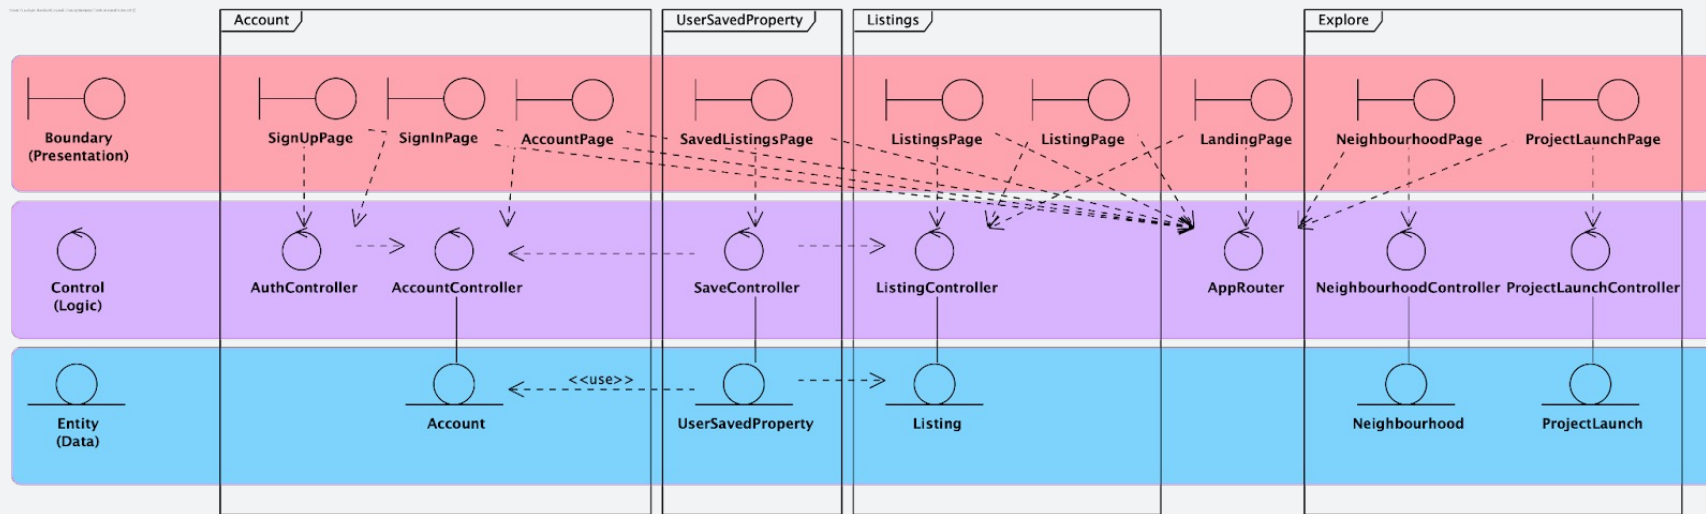 Account
UserSavedProperty
Listings
Explore
Boundary
(Presentation)
SignUpPage
SignInPage
AccountPage
SavedListingsPage
ListingsPage
ListingPage
LandingPage
NeighbourhoodPage
ProjectLaunchPage
Control
(Logic)
AuthController
AccountController
SaveController
ListingController
AppRouter
NeighbourhoodController
ProjectLaunchController
<<use>>
Entity
(Data)
Account
UserSavedProperty
Listing
Neighbourhood
ProjectLaunch